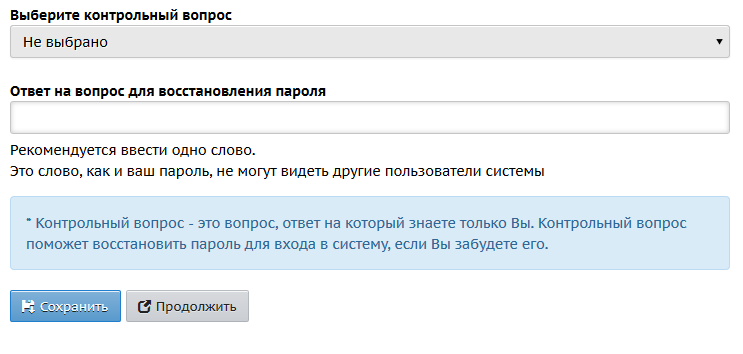 Выберите контрольный вопрос
Не выбрано
Ответ на вопрос для восстановления пароля
Рекомендуется ввести одно слово.
Это слово, как и ваш пароль, не могут видеть другие пользователи системы
* Контрольный вопрос - это вопрос, ответ на который знаете только Вы. Контрольный вопрос
поможет восстановить пароль для входа в систему, если Вы забудете его.
Сохранить Продолжить